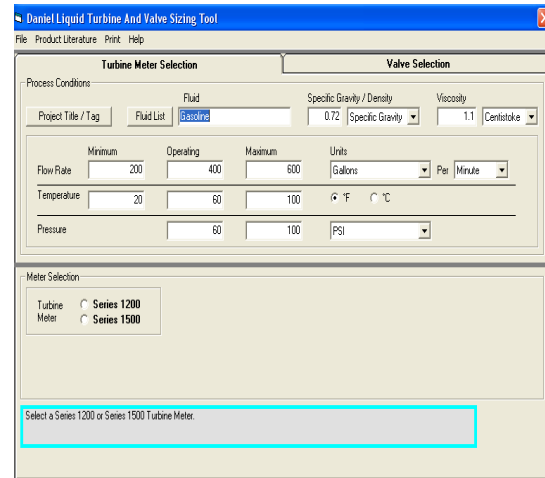 Daniel Liquid Turbine And Valve Sizing Tool
File Product Literature Print Help
Turbine Meter Selection Valve Selection
Process Conditions
Fluid Specific Gravity / Density Viscosity
Project Title / Tag Fluid List Gasoline 0.72 Specific Gravity 1.1 Centistoke
Minimum Operating Maximum Units
Flow Rate 200 400 600 Gallons Per Minute
Temperature 20 60 100 °F °C
Pressure 60 100 PSI
Meter Selection
Turbine Meter Series 1200
Series 1500
Select a Series 1200 or Series 1500 Turbine Meter.